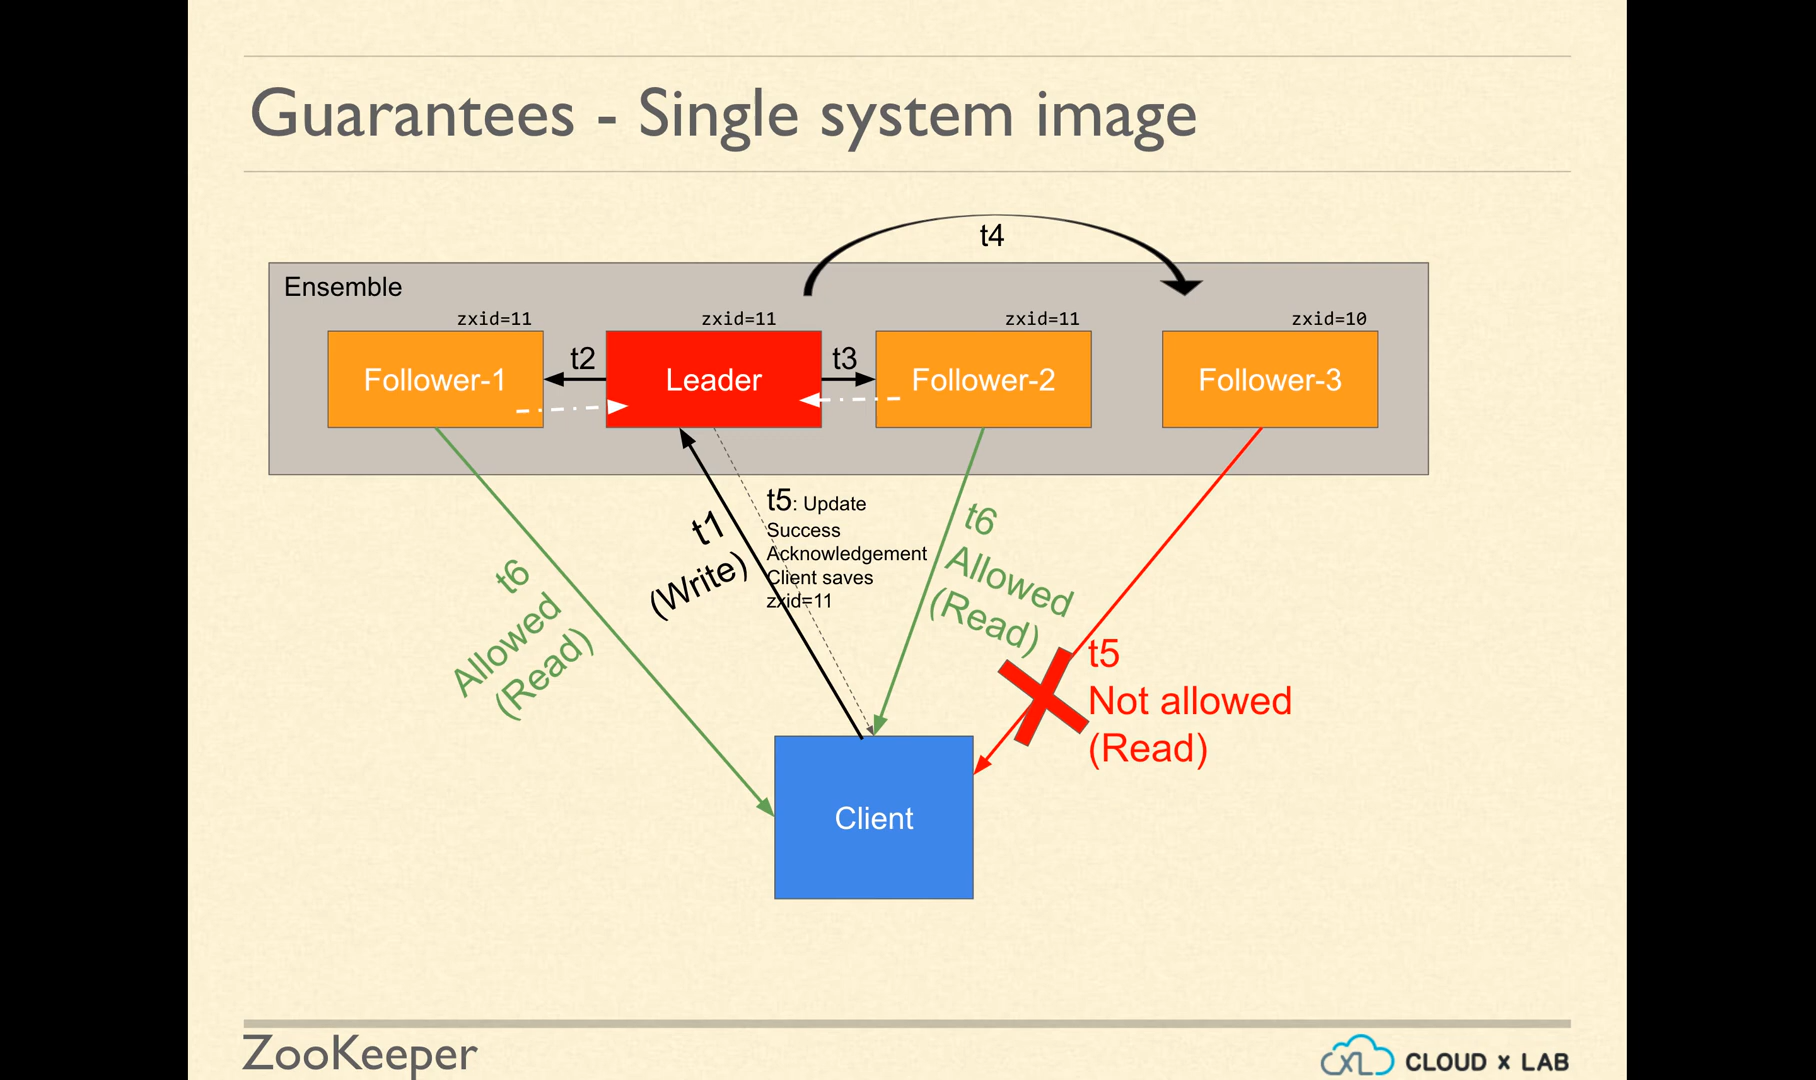 Guarantees - Single system image
t4
Ensemble
zxid=11
zxid=11
zxid=11
zxid=10
Follower-1
t2
Leader
t3
Follower-2
Follower-3
t1
(Write)
t5: Update
Success
Acknowledgement
Client saves
zxid=11
t6
Allowed
(Read)
t6
Allowed
(Read)
t5
Not allowed
(Read)
Client
ZooKeeper
CXL CLOUD x LAB